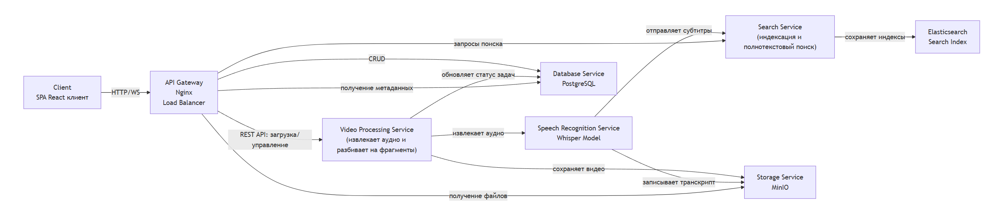 Client
SPA React клиент
HTTP/WS
API Gateway
Nginx
Load Balancer
запросы поиска
CRUD
обновляет статус задач
получение метаданных
REST API: загрузка/
управление
получение файлов
Video Processing Service
(извлекает аудио и
разбивает на фрагменты)
извлекает аудио
сохраняет видео
Database Service
PostgreSQL
Speech Recognition Service
Whisper Model
отправляет субтитры
записывает транскрипт
Search Service
(индексация и
полнотекстовый поиск)
Storage Service
MinIO
сохраняет индексы
Elasticsearch
Search Index